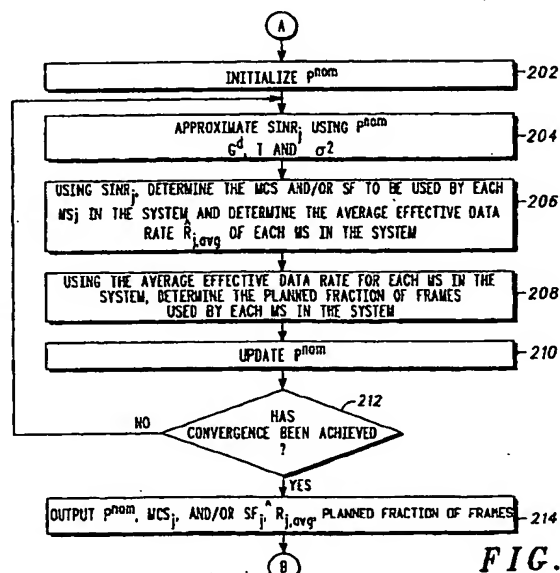 A
INITIALIZE P^nom
202
APPROXIMATE SINR_j USING P^nom
G^d, T AND σ2
204
USING SINR_j, DETERMINE THE MCS AND/OR SF TO BE USED BY EACH
MSj IN THE SYSTEM AND DETERMINE THE AVERAGE EFFECTIVE DATA
RATE R̂_j,avg OF EACH MS IN THE SYSTEM
206
USING THE AVERAGE EFFECTIVE DATA RATE FOR EACH MS IN THE
SYSTEM, DETERMINE THE PLANNED FRACTION OF FRAMES
USED BY EACH MS IN THE SYSTEM
208
UPDATE P^nom
210
212
HAS
CONVERGENCE BEEN ACHIEVED
?
NO
YES
OUTPUT P^nom, MCS_j, AND/OR SF_j, R̂_j,avg, PLANNED FRACTION OF FRAMES
214
B
FIG.